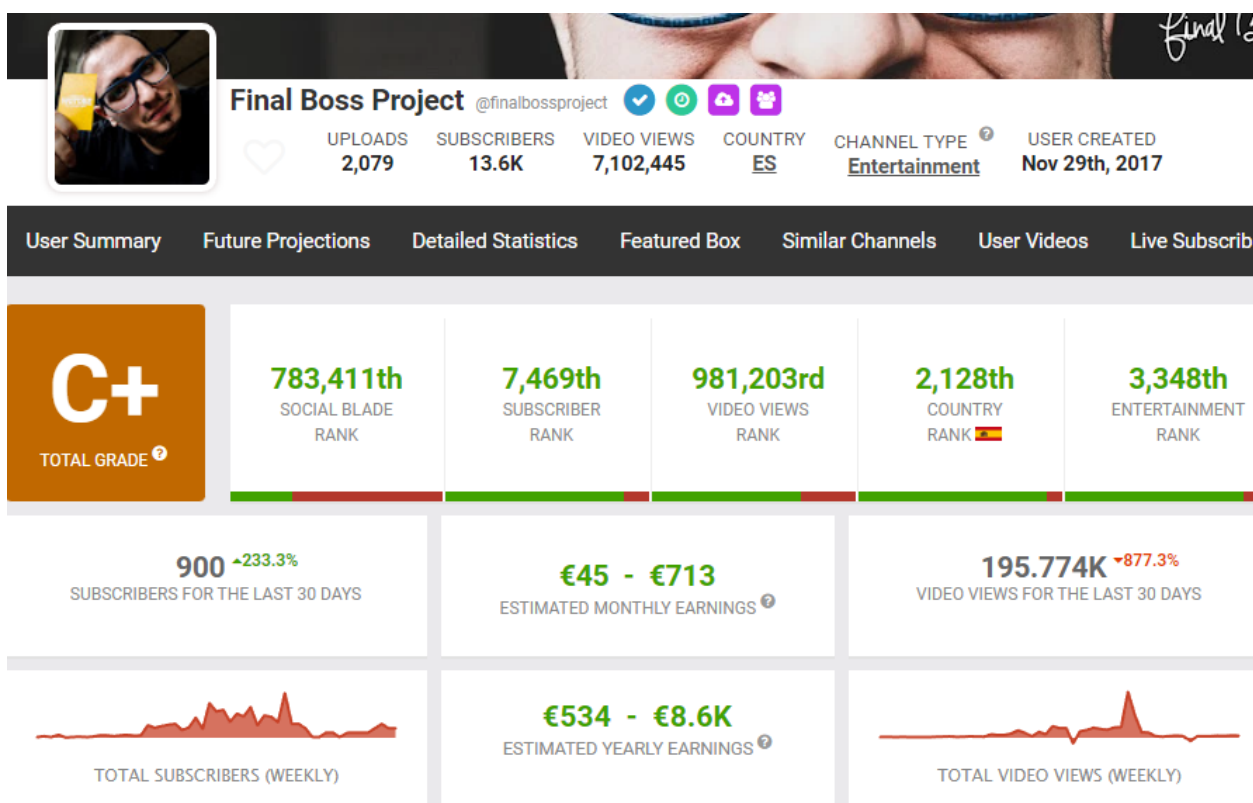 Final B
Final Boss Project @finalbossproject
UPLOADS SUBSCRIBERS VIDEO VIEWS COUNTRY CHANNEL TYPE ? USER CREATED
2,079 13.6K 7,102,445 ES Entertainment Nov 29th, 2017
User Summary Future Projections Detailed Statistics Featured Box Similar Channels User Videos Live Subscrib
C+
TOTAL GRADE ?
783,411th 7,469th 981,203rd 2,128th 3,348th
SOCIAL BLADE SUBSCRIBER VIDEO VIEWS COUNTRY ENTERTAINMENT
RANK RANK RANK RANK RANK
900 233.3%
SUBSCRIBERS FOR THE LAST 30 DAYS
€45 - €713
ESTIMATED MONTHLY EARNINGS ?
195.774K 877.3%
VIDEO VIEWS FOR THE LAST 30 DAYS
TOTAL SUBSCRIBERS (WEEKLY)
€534 - €8.6K
ESTIMATED YEARLY EARNINGS ?
TOTAL VIDEO VIEWS (WEEKLY)